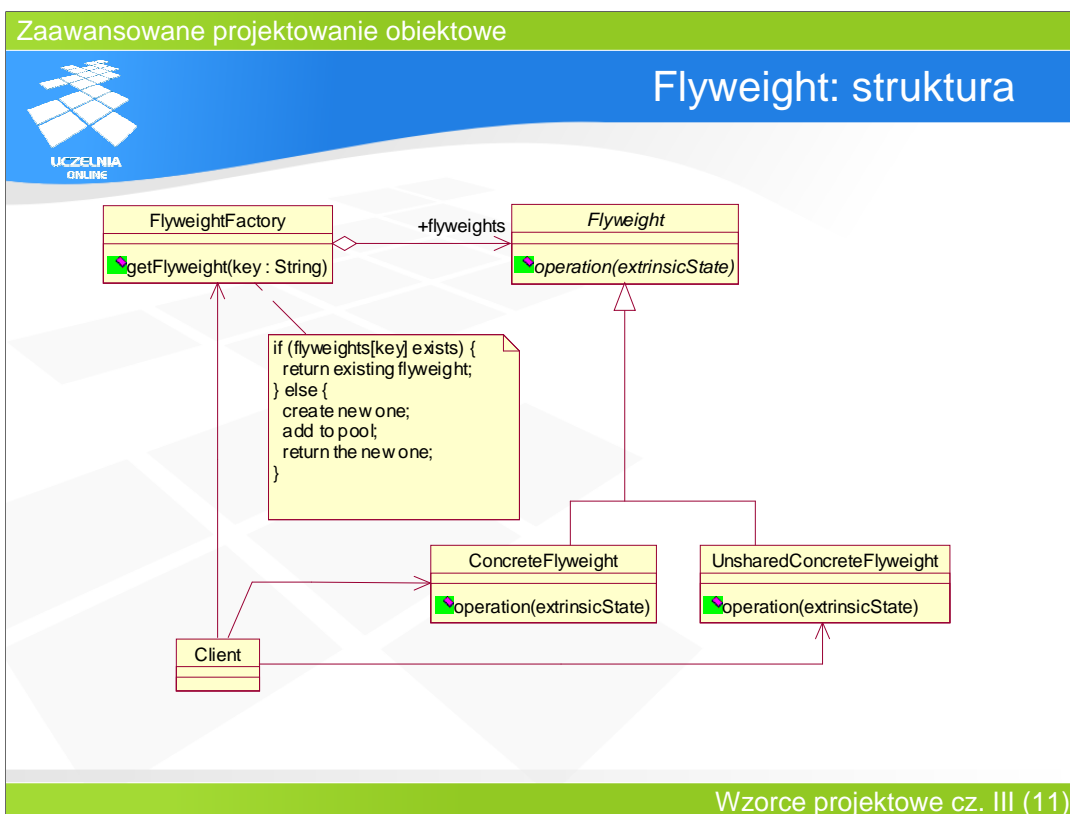 Zaawansowane projektowanie obiektowe
Flyweight: struktura
UCZELNIA
ONLINE
FlyweightFactory
getFlyweight(key : String)
+flyweights
Flyweight
operation(extrinsicState)
if (flyweights[key] exists) {
return existing flyweight;
} else {
create new one;
add to pool;
return the new one;
}
ConcreteFlyweight
operation(extrinsicState)
UnsharedConcreteFlyweight
operation(extrinsicState)
Client
Wzorce projektowe cz. III (11)